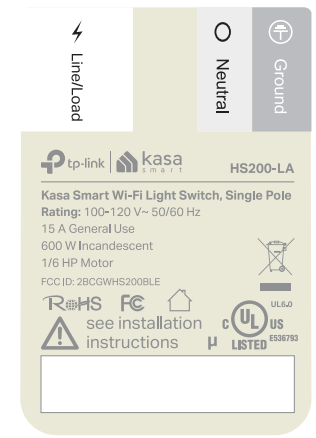 Line/Load
Neutral
Ground
tp-link
kasa
smart
HS200-LA
Kasa Smart Wi-Fi Light Switch, Single Pole
Rating: 100-120 V~ 50/60 Hz
15 A General Use
600 W Incandescent
1/6 HP Motor
FCC ID: 2BCGWHS200BLE
RoHS FC
see installation
instructions
µ
c UL US
LISTED
UL60
E536793